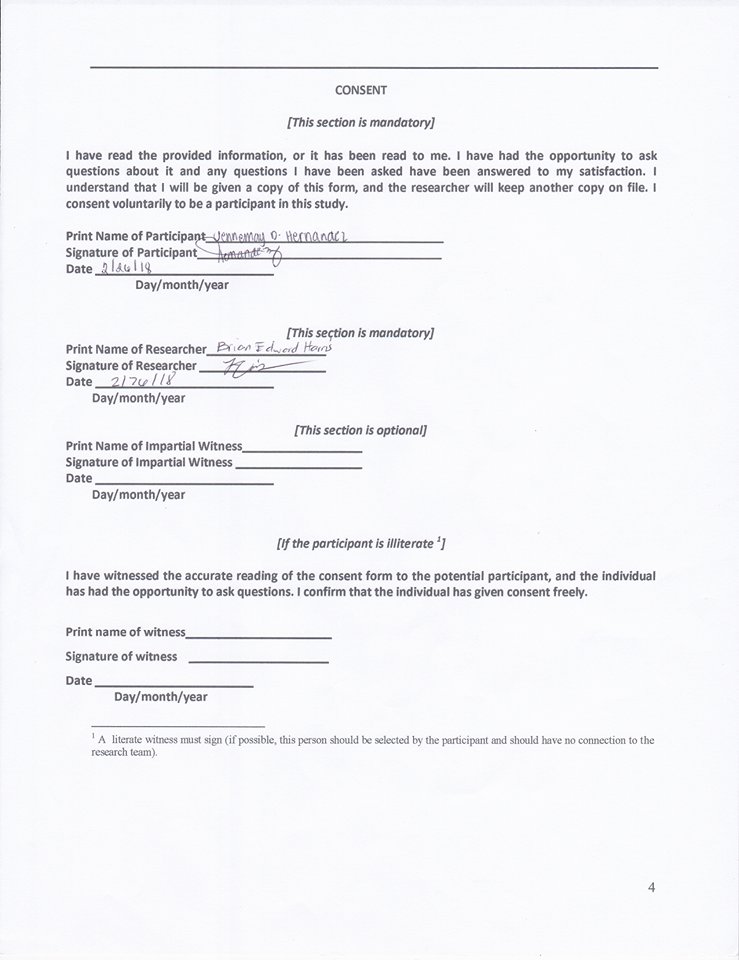 CONSENT
[This section is mandatory]
I have read the provided information, or it has been read to me. I have had the opportunity to ask
questions about it and any questions I have been asked have been answered to my satisfaction. I
understand that I will be given a copy of this form, and the researcher will keep another copy on file. I
consent voluntarily to be a participant in this study.
Print Name of Participant D.
Signature of Participant
Date 2/26/18
Day/month/year
[This section is mandatory]
Print Name of Researcher Brian Edward Harris
Signature of Researcher
Date 2/26/18
Day/month/year
[This section is optional]
Print Name of Impartial Witness
Signature of Impartial Witness
Date
Day/month/year
[If the participant is illiterate ¹]
I have witnessed the accurate reading of the consent form to the potential participant, and the individual
has had the opportunity to ask questions. I confirm that the individual has given consent freely.
Print name of witness
Signature of witness
Date
Day/month/year
¹ A literate witness must sign (if possible, this person should be selected by the participant and should have no connection to the
research team).
4